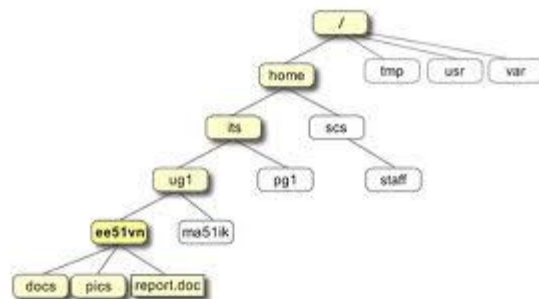 /
home tmp usr var
its scs
ug1 pg1 staff
ee51vn ma51ik
docs pics report.doc